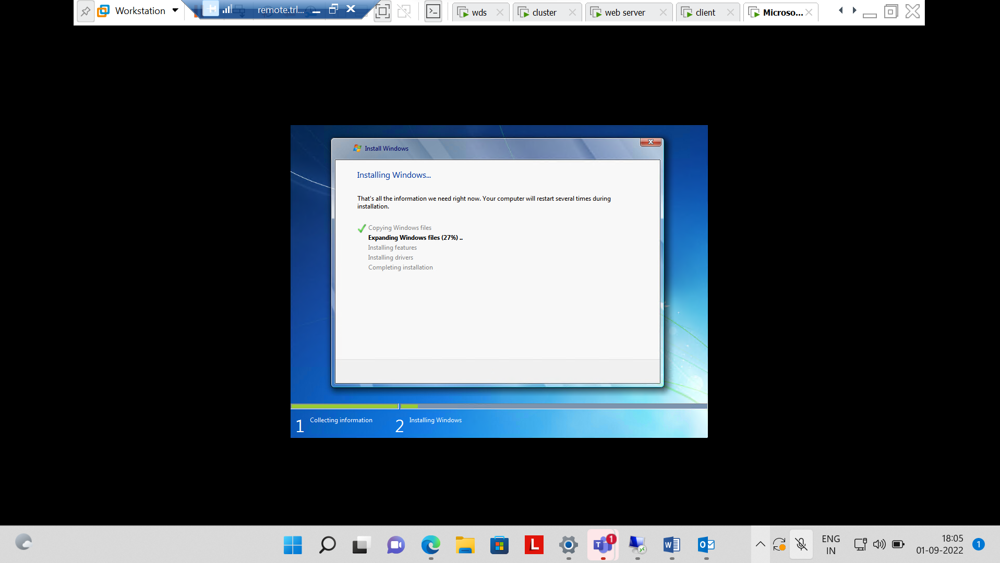 Workstation
remote.trl...
wds
cluster
web server
client
Microso...
Install Windows
Installing Windows...
That's all the information we need right now. Your computer will restart several times during
installation.
Copying Windows files
Expanding Windows files (27%) ..
Installing features
Installing drivers
Completing installation
1 Collecting information
2 Installing Windows
L
T
1
W
O
ENG
IN
18:05
01-09-2022
1